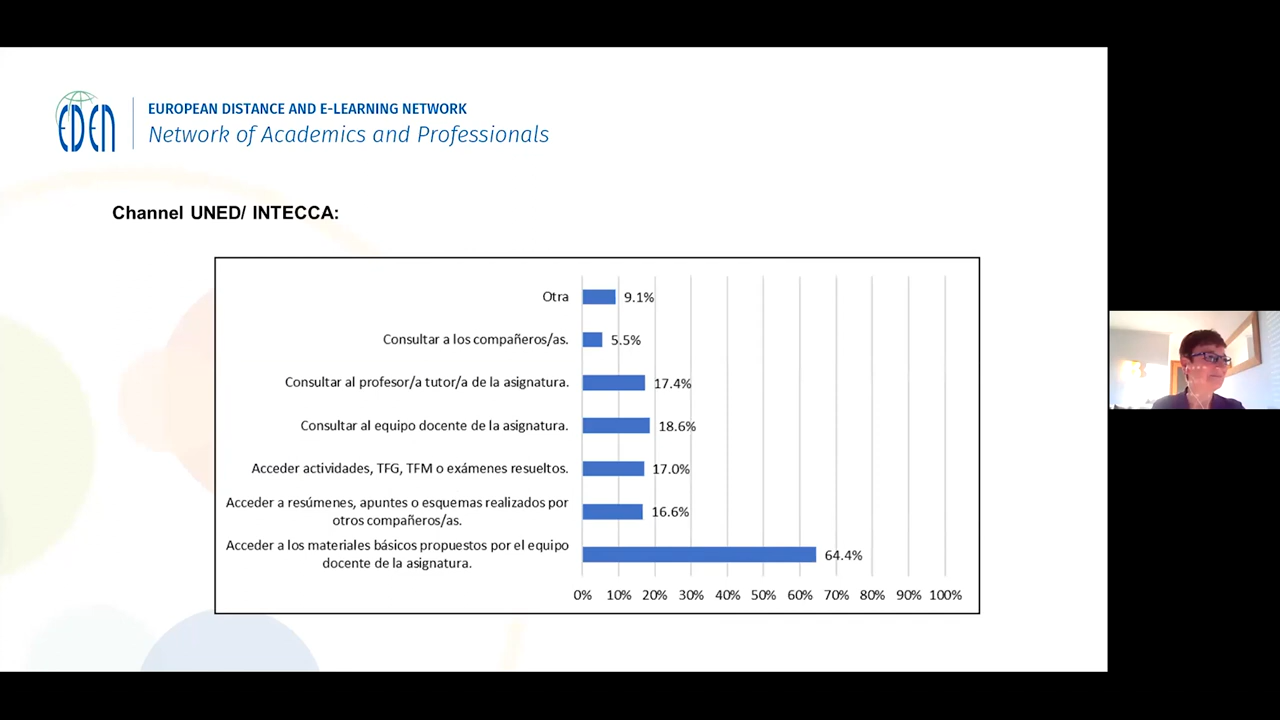 EDEN
EUROPEAN DISTANCE AND E-LEARNING NETWORK
Network of Academics and Professionals
Channel UNED/ INTECCA:
Otra 9.1%
Consultar a los compañeros/as. 5.5%
Consultar al profesor/a tutor/a de la asignatura. 17.4%
Consultar al equipo docente de la asignatura. 18.6%
Acceder actividades, TFG, TFM o exámenes resueltos. 17.0%
Acceder a resúmenes, apuntes o esquemas realizados por
otros compañeros/as. 16.6%
Acceder a los materiales básicos propuestos por el equipo
docente de la asignatura. 64.4%
0% 10% 20% 30% 40% 50% 60% 70% 80% 90% 100%